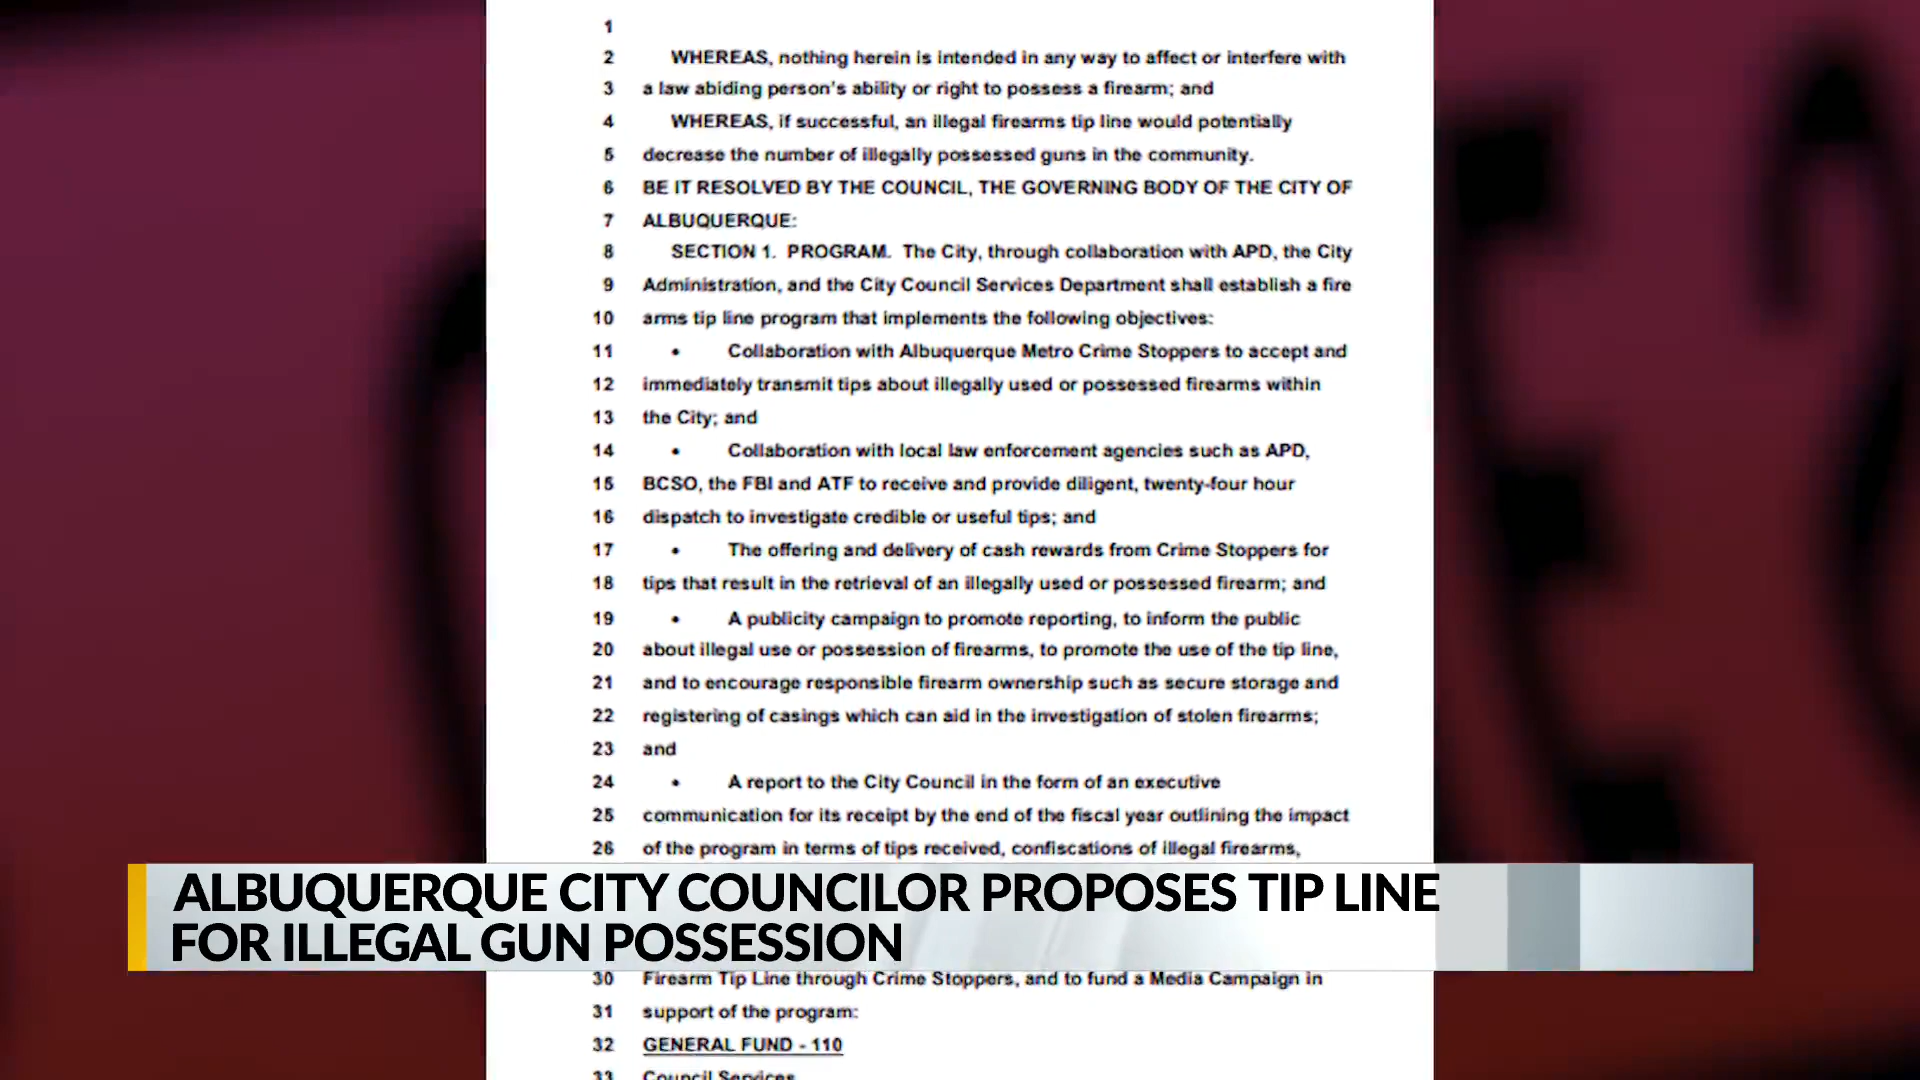 1
2 WHEREAS, nothing herein is intended in any way to affect or interfere with
3 a law abiding person's ability or right to possess a firearm; and
4 WHEREAS, if successful, an illegal firearms tip line would potentially
5 decrease the number of illegally possessed guns in the community.
6 BE IT RESOLVED BY THE COUNCIL, THE GOVERNING BODY OF THE CITY OF
7 ALBUQUERQUE:
8 SECTION 1. PROGRAM. The City, through collaboration with APD, the City
9 Administration, and the City Council Services Department shall establish a fire
10 arms tip line program that implements the following objectives:
11 • Collaboration with Albuquerque Metro Crime Stoppers to accept and
12 immediately transmit tips about illegally used or possessed firearms within
13 the City; and
14 • Collaboration with local law enforcement agencies such as APD,
15 BCSO, the FBI and ATF to receive and provide diligent, twenty-four hour
16 dispatch to investigate credible or useful tips; and
17 • The offering and delivery of cash rewards from Crime Stoppers for
18 tips that result in the retrieval of an illegally used or possessed firearm; and
19 • A publicity campaign to promote reporting, to inform the public
20 about illegal use or possession of firearms, to promote the use of the tip line,
21 and to encourage responsible firearm ownership such as secure storage and
22 registering of casings which can aid in the investigation of stolen firearms;
23 and
24 • A report to the City Council in the form of an executive
25 communication for its receipt by the end of the fiscal year outlining the impact
26 of the program in terms of tips received, confiscations of illegal firearms,
ALBUQUERQUE CITY COUNCILOR PROPOSES TIP LINE
FOR ILLEGAL GUN POSSESSION
30 Firearm Tip Line through Crime Stoppers, and to fund a Media Campaign in
31 support of the program:
32 GENERAL FUND - 110
33 Council Services